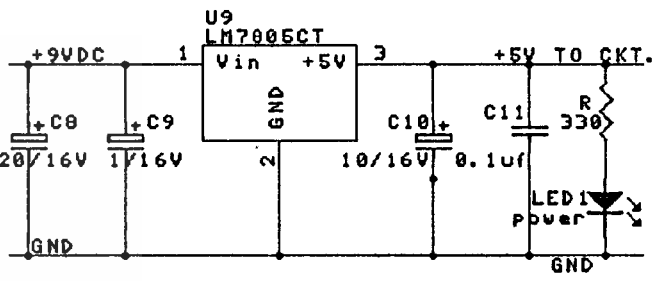 U9
LM7805CT
+9VDC
1
Vin
+5V
3
+5V TO CKT.
GND
2
+C8
20/16V
+C9
1/16V
C10+
10/16V
C11
0.1uf
R
330
LED1
power
GND
GND